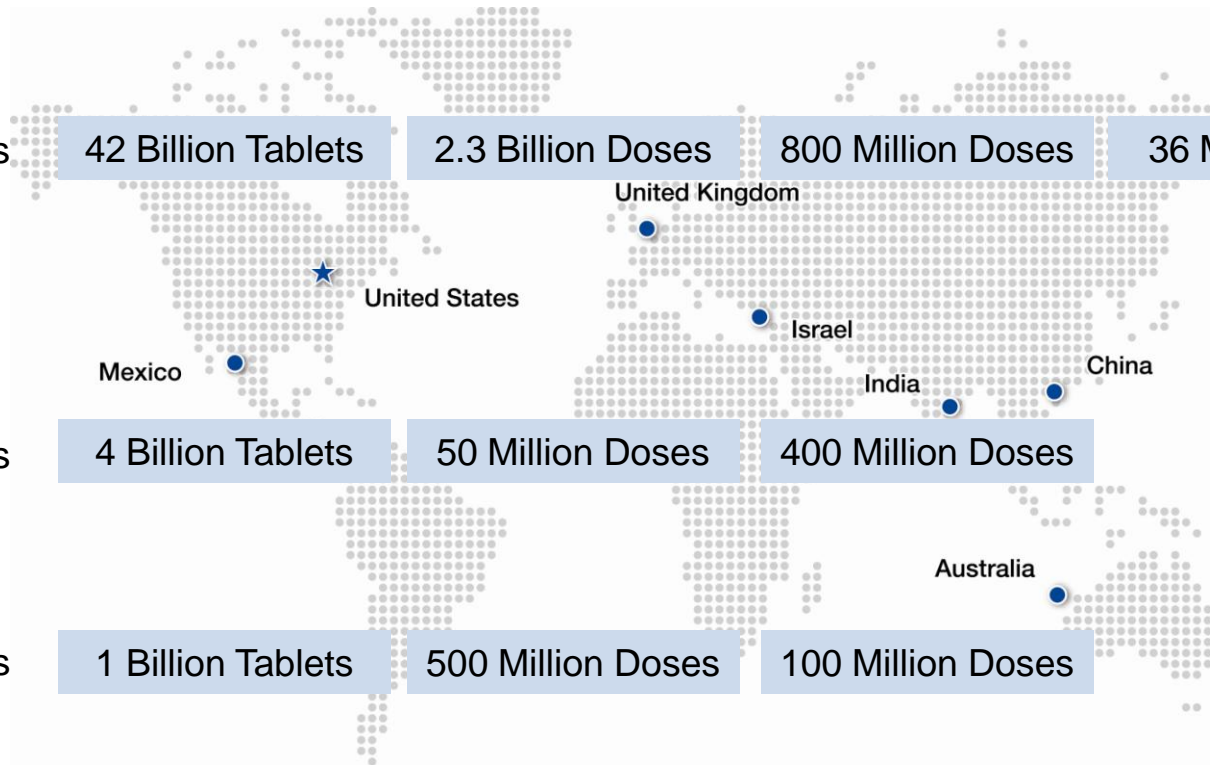 s 42 Billion Tablets 2.3 Billion Doses 800 Million Doses 36 M
United Kingdom
United States
Israel
Mexico
China
India
s 4 Billion Tablets 50 Million Doses 400 Million Doses
Australia
s 1 Billion Tablets 500 Million Doses 100 Million Doses